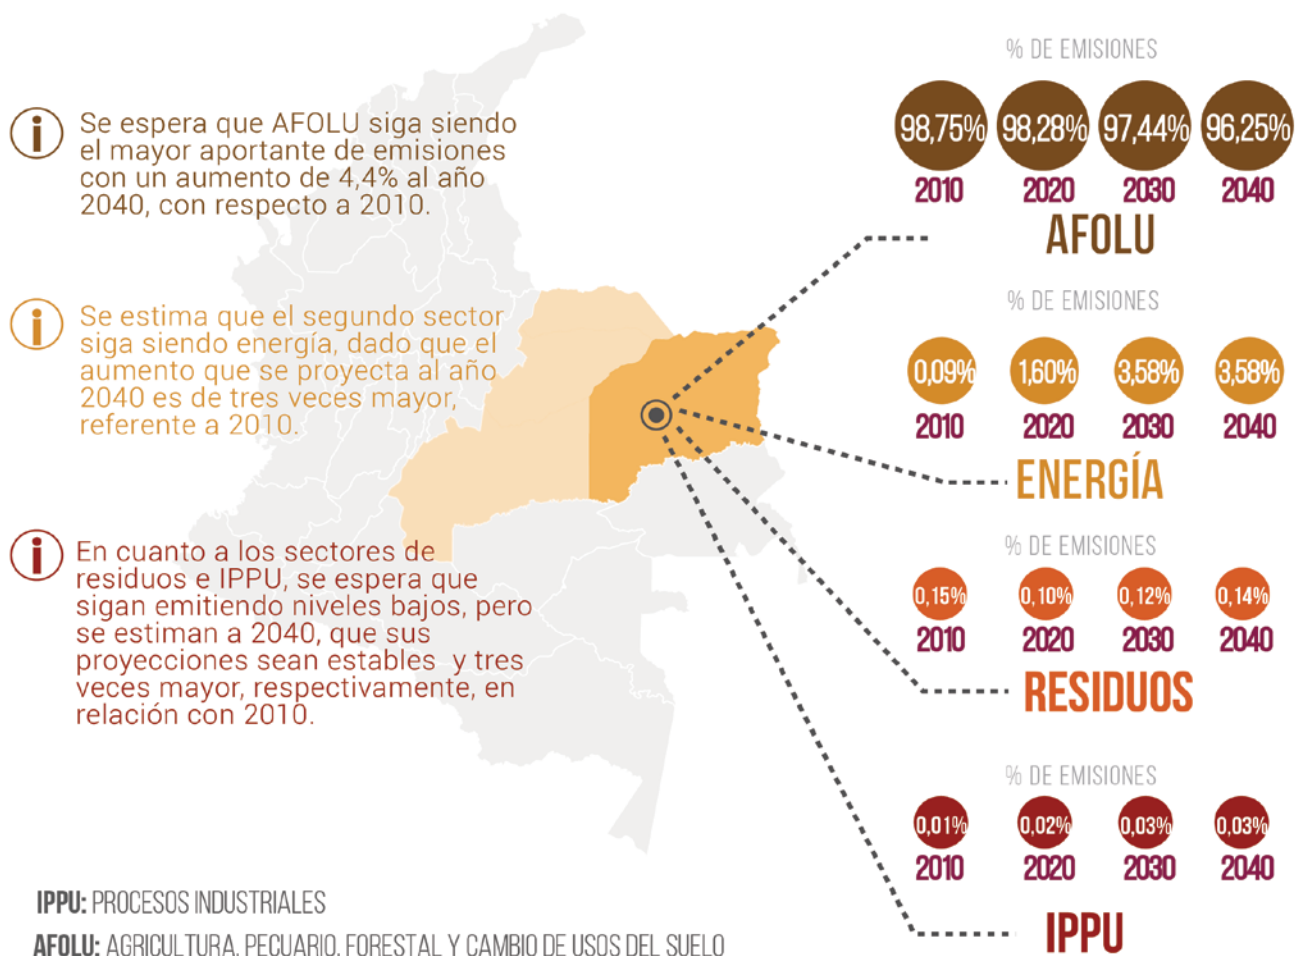 Se espera que AFOLU siga siendo
el mayor aportante de emisiones
con un aumento de 4,4% al año
2040, con respecto a 2010.
Se estima que el segundo sector
siga siendo energía, dado que el
aumento que se proyecta al año
2040 es de tres veces mayor,
referente a 2010.
En cuanto a los sectores de
residuos e IPPU, se espera que
sigan emitiendo niveles bajos, pero
se estiman a 2040, que sus
proyecciones sean estables y tres
veces mayor, respectivamente, en
relación con 2010.
IPPU: PROCESOS INDUSTRIALES
AFOLU: AGRICULTURA, PECUARIO, FORESTAL Y CAMBIO DE USOS DEL SUELO
% DE EMISIONES
98,75% 98,28% 97,44% 96,25%
2010 2020 2030 2040
AFOLU
% DE EMISIONES
0,09% 1,60% 3,58% 3,58%
2010 2020 2030 2040
ENERGÍA
% DE EMISIONES
0,15% 0,10% 0,12% 0,14%
2010 2020 2030 2040
RESIDUOS
% DE EMISIONES
0,01% 0,02% 0,03% 0,03%
2010 2020 2030 2040
IPPU